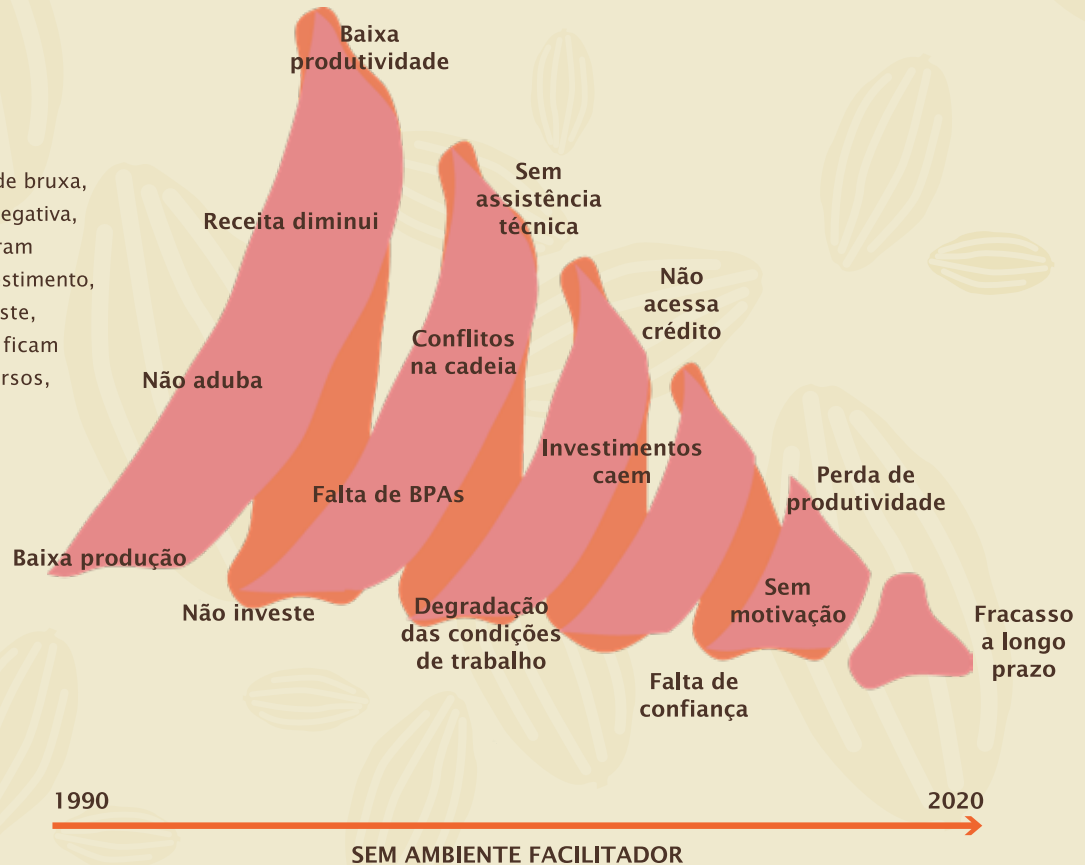 Baixa
produtividade
de bruxa,
egativa,
ram
stimento,
ste,
ficam
rsos,
Receita diminui
Não aduba
Baixa produção
Sem
assistência
técnica
Conflitos
na cadeia
Falta de BPAs
Não investe
Não
acessa
crédito
Investimentos
caem
Degradação
das condições
de trabalho
Perda de
produtividade
Sem
motivação
Falta de
confiança
Fracasso
a longo
prazo
1990
2020
SEM AMBIENTE FACILITADOR